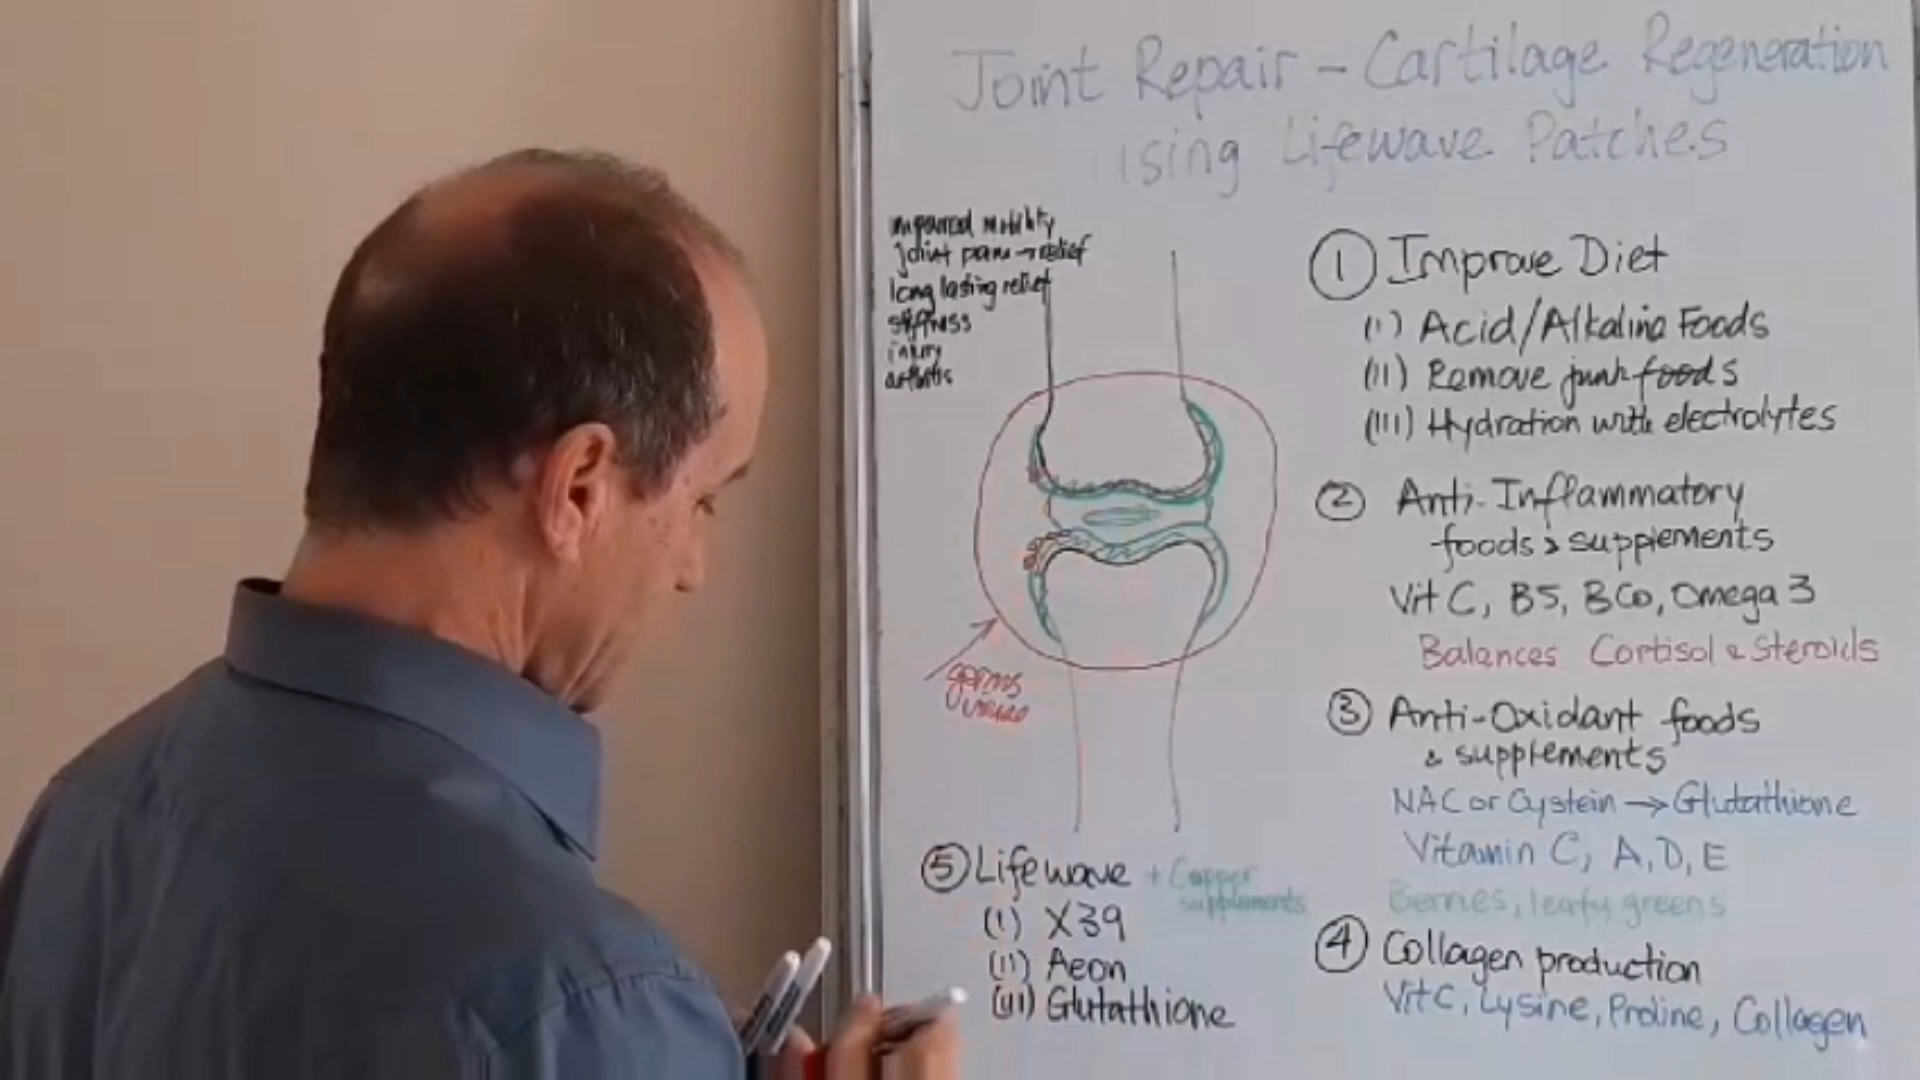 Joint Repair - Cartilage Regeneration
Using Lifewave Patches
impaired mobility
Joint pain → relief
long lasting relief
stiffness
injury
arthritis
germs
① Improve Diet
(i) Acid/Alkaline Foods
(ii) Remove junk foods
(iii) Hydration with electrolytes
② Anti-Inflammatory
foods & supplements
Vit C, B5, BCo, Omega 3
Balances Cortisol & Steroids
③ Anti-Oxidant foods
& supplements
NAC or Cystein → Glutathione
Vitamin C, A, D, E
Berries, leafy greens
④ Collagen production
Vit C, Lysine, Proline, Collagen
⑤ Lifewave + Copper
supplements
(i) X39
(ii) Aeon
(iii) Glutathione